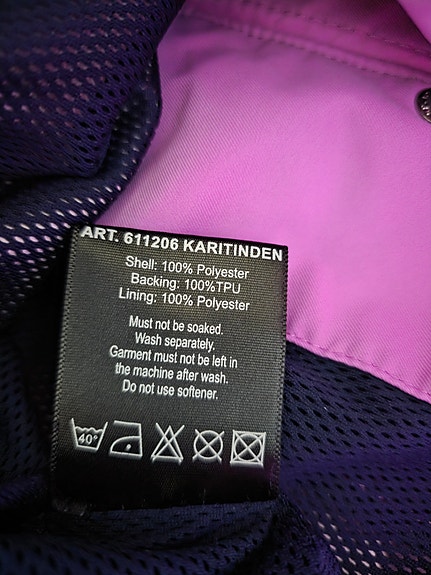 ART. 611206 KARITINDEN
Shell: 100% Polyester
Backing: 100%TPU
Lining: 100% Polyester
Must not be soaked.
Wash separately.
Garment must not be left in
the machine after wash.
Do not use softener.
40°